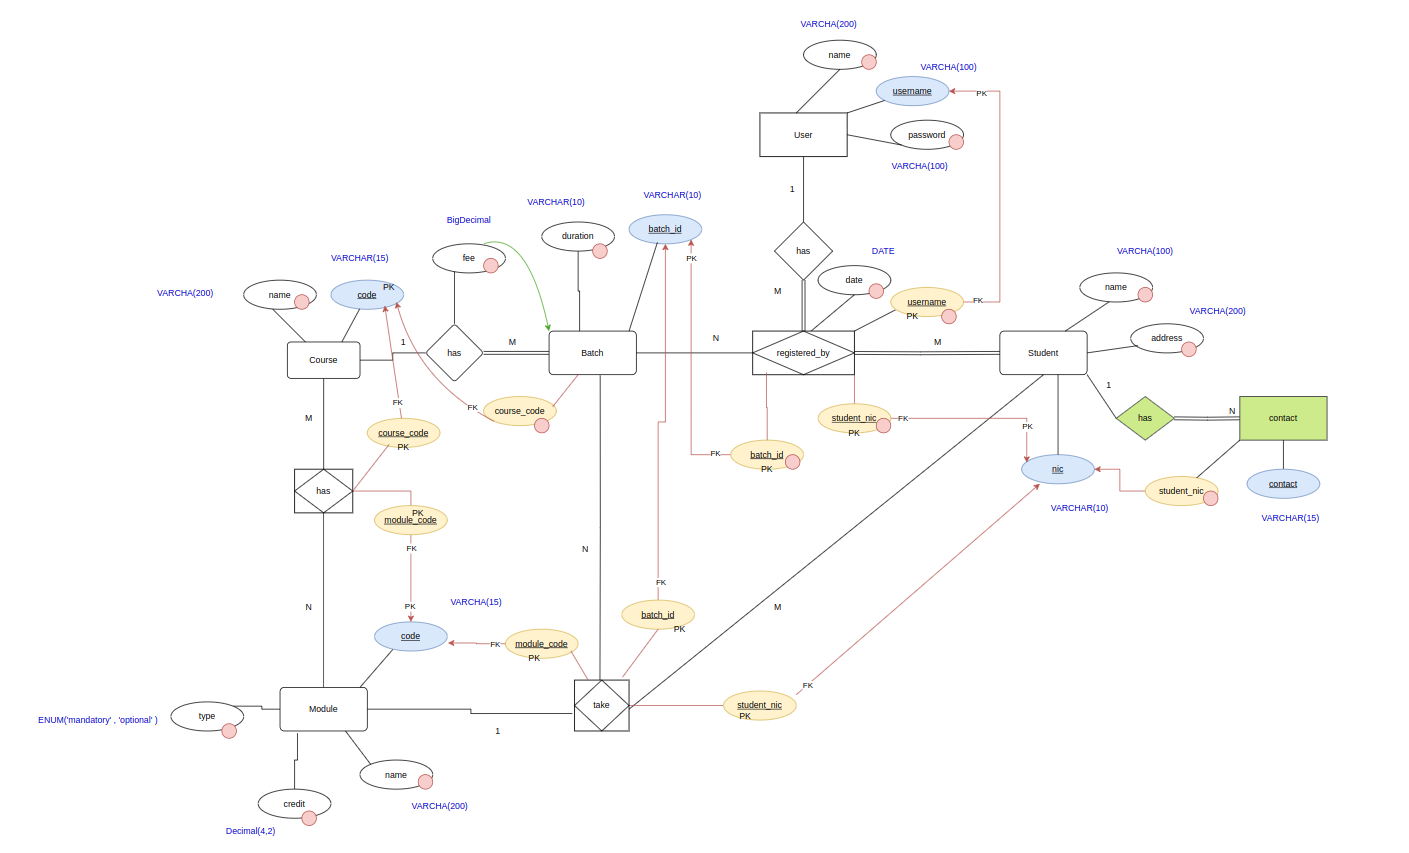 VARCHA(200)
name
VARCHA(100)
username
PK
User
password
VARCHA(100)
1
VARCHAR(10)
VARCHAR(10)
BigDecimal
duration
batch_id
has
DATE
VARCHA(100)
PK
fee
VARCHAR(15)
date
name
VARCHA(200)
name
code
PK
M
username
FK
PK
VARCHA(200)
address
Course
1
has
M
Batch
N
registered_by
M
Student
1
FK
FK
course_code
course_code
PK
M
student_nic
FK
PK
PK
has
N
contact
batch_id
FK
PK
nic
student_nic
contact
VARCHAR(10)
VARCHAR(15)
has
PK
module_code
FK
N
FK
N
PK
VARCHA(15)
M
batch_id
PK
code
FK
module_code
PK
FK
type
ENUM('mandatory' , 'optional' )
Module
1
take
student_nic
PK
name
VARCHA(200)
credit
Decimal(4,2)